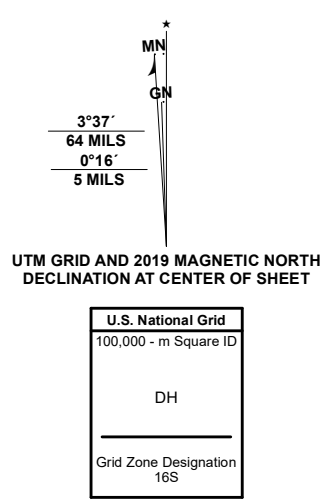 MN
GN
3°37´
64 MILS
0°16´
5 MILS
UTM GRID AND 2019 MAGNETIC NORTH
DECLINATION AT CENTER OF SHEET
U.S. National Grid
100,000 - m Square ID
DH
Grid Zone Designation
16S